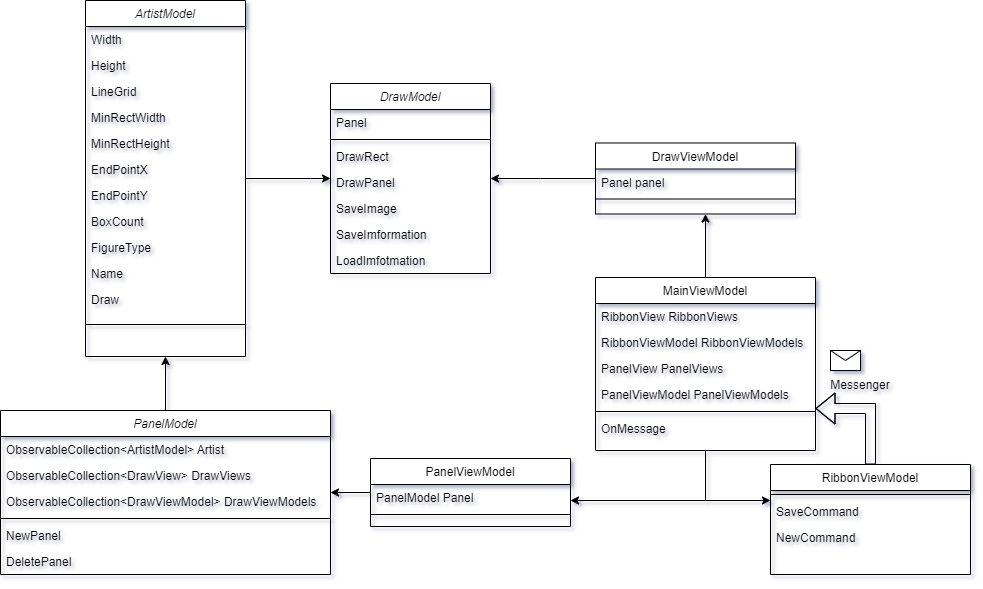 ArtistModel
Width
Height
LineGrid
MinRectWidth
MinRectHeight
EndPointX
EndPointY
BoxCount
FigureType
Name
Draw
DrawModel
Panel
DrawRect
DrawPanel
SaveImage
SaveImformation
LoadImfotmation
DrawViewModel
Panel panel
MainViewModel
RibbonView RibbonViews
RibbonViewModel RibbonViewModels
PanelView PanelViews
PanelViewModel PanelViewModels
OnMessage
Messenger
PanelModel
ObservableCollection<ArtistModel> Artist
ObservableCollection<DrawView> DrawViews
ObservableCollection<DrawViewModel> DrawViewModels
NewPanel
DeletePanel
PanelViewModel
PanelModel Panel
RibbonViewModel
SaveCommand
NewCommand